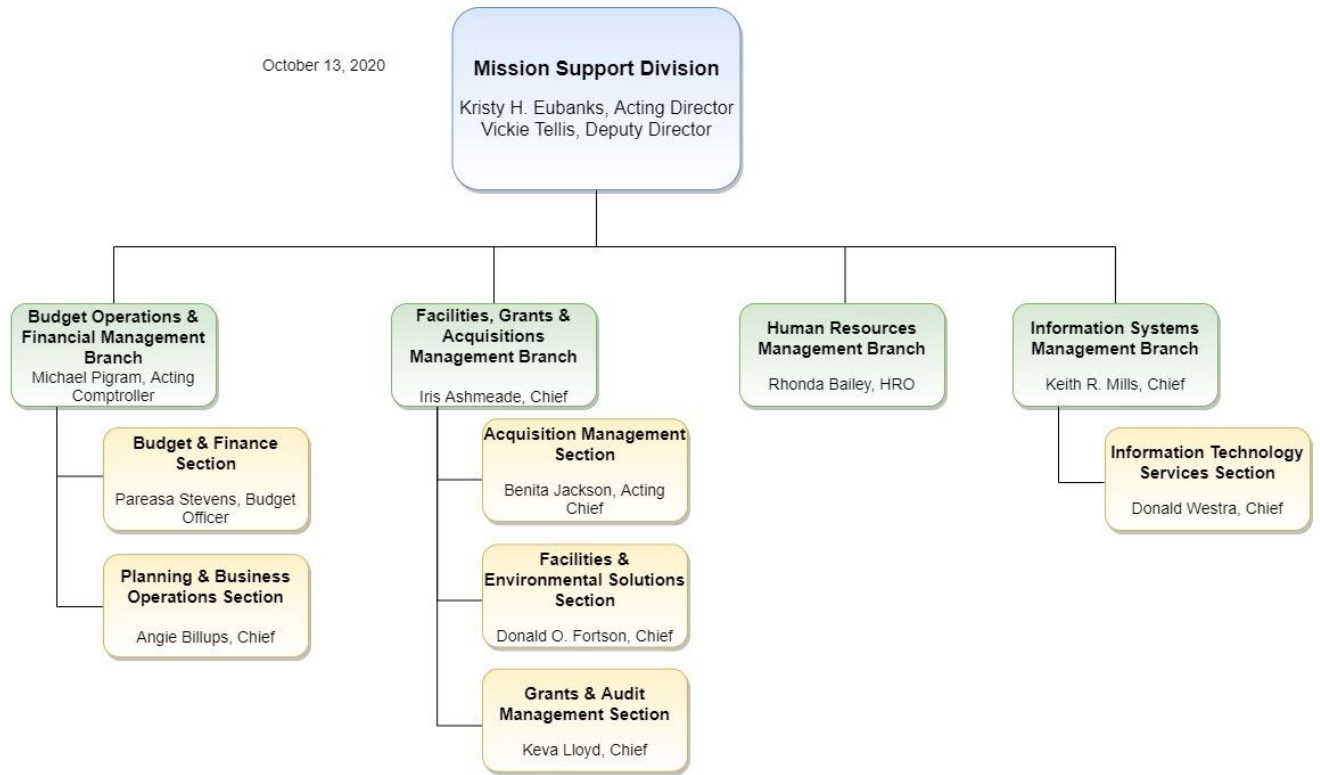 October 13, 2020
Mission Support Division
Kristy H. Eubanks, Acting Director
Vickie Tellis, Deputy Director
Budget Operations &
Financial Management
Branch
Michael Pigram, Acting
Comptroller
Budget & Finance
Section
Pareasa Stevens, Budget
Officer
Planning & Business
Operations Section
Angie Billups, Chief
Facilities, Grants &
Acquisitions
Management Branch
Iris Ashmeade, Chief
Acquisition Management
Section
Benita Jackson, Acting
Chief
Facilities &
Environmental Solutions
Section
Donald O. Fortson, Chief
Grants & Audit
Management Section
Keva Lloyd, Chief
Human Resources
Management Branch
Rhonda Bailey, HRO
Information Systems
Management Branch
Keith R. Mills, Chief
Information Technology
Services Section
Donald Westra, Chief